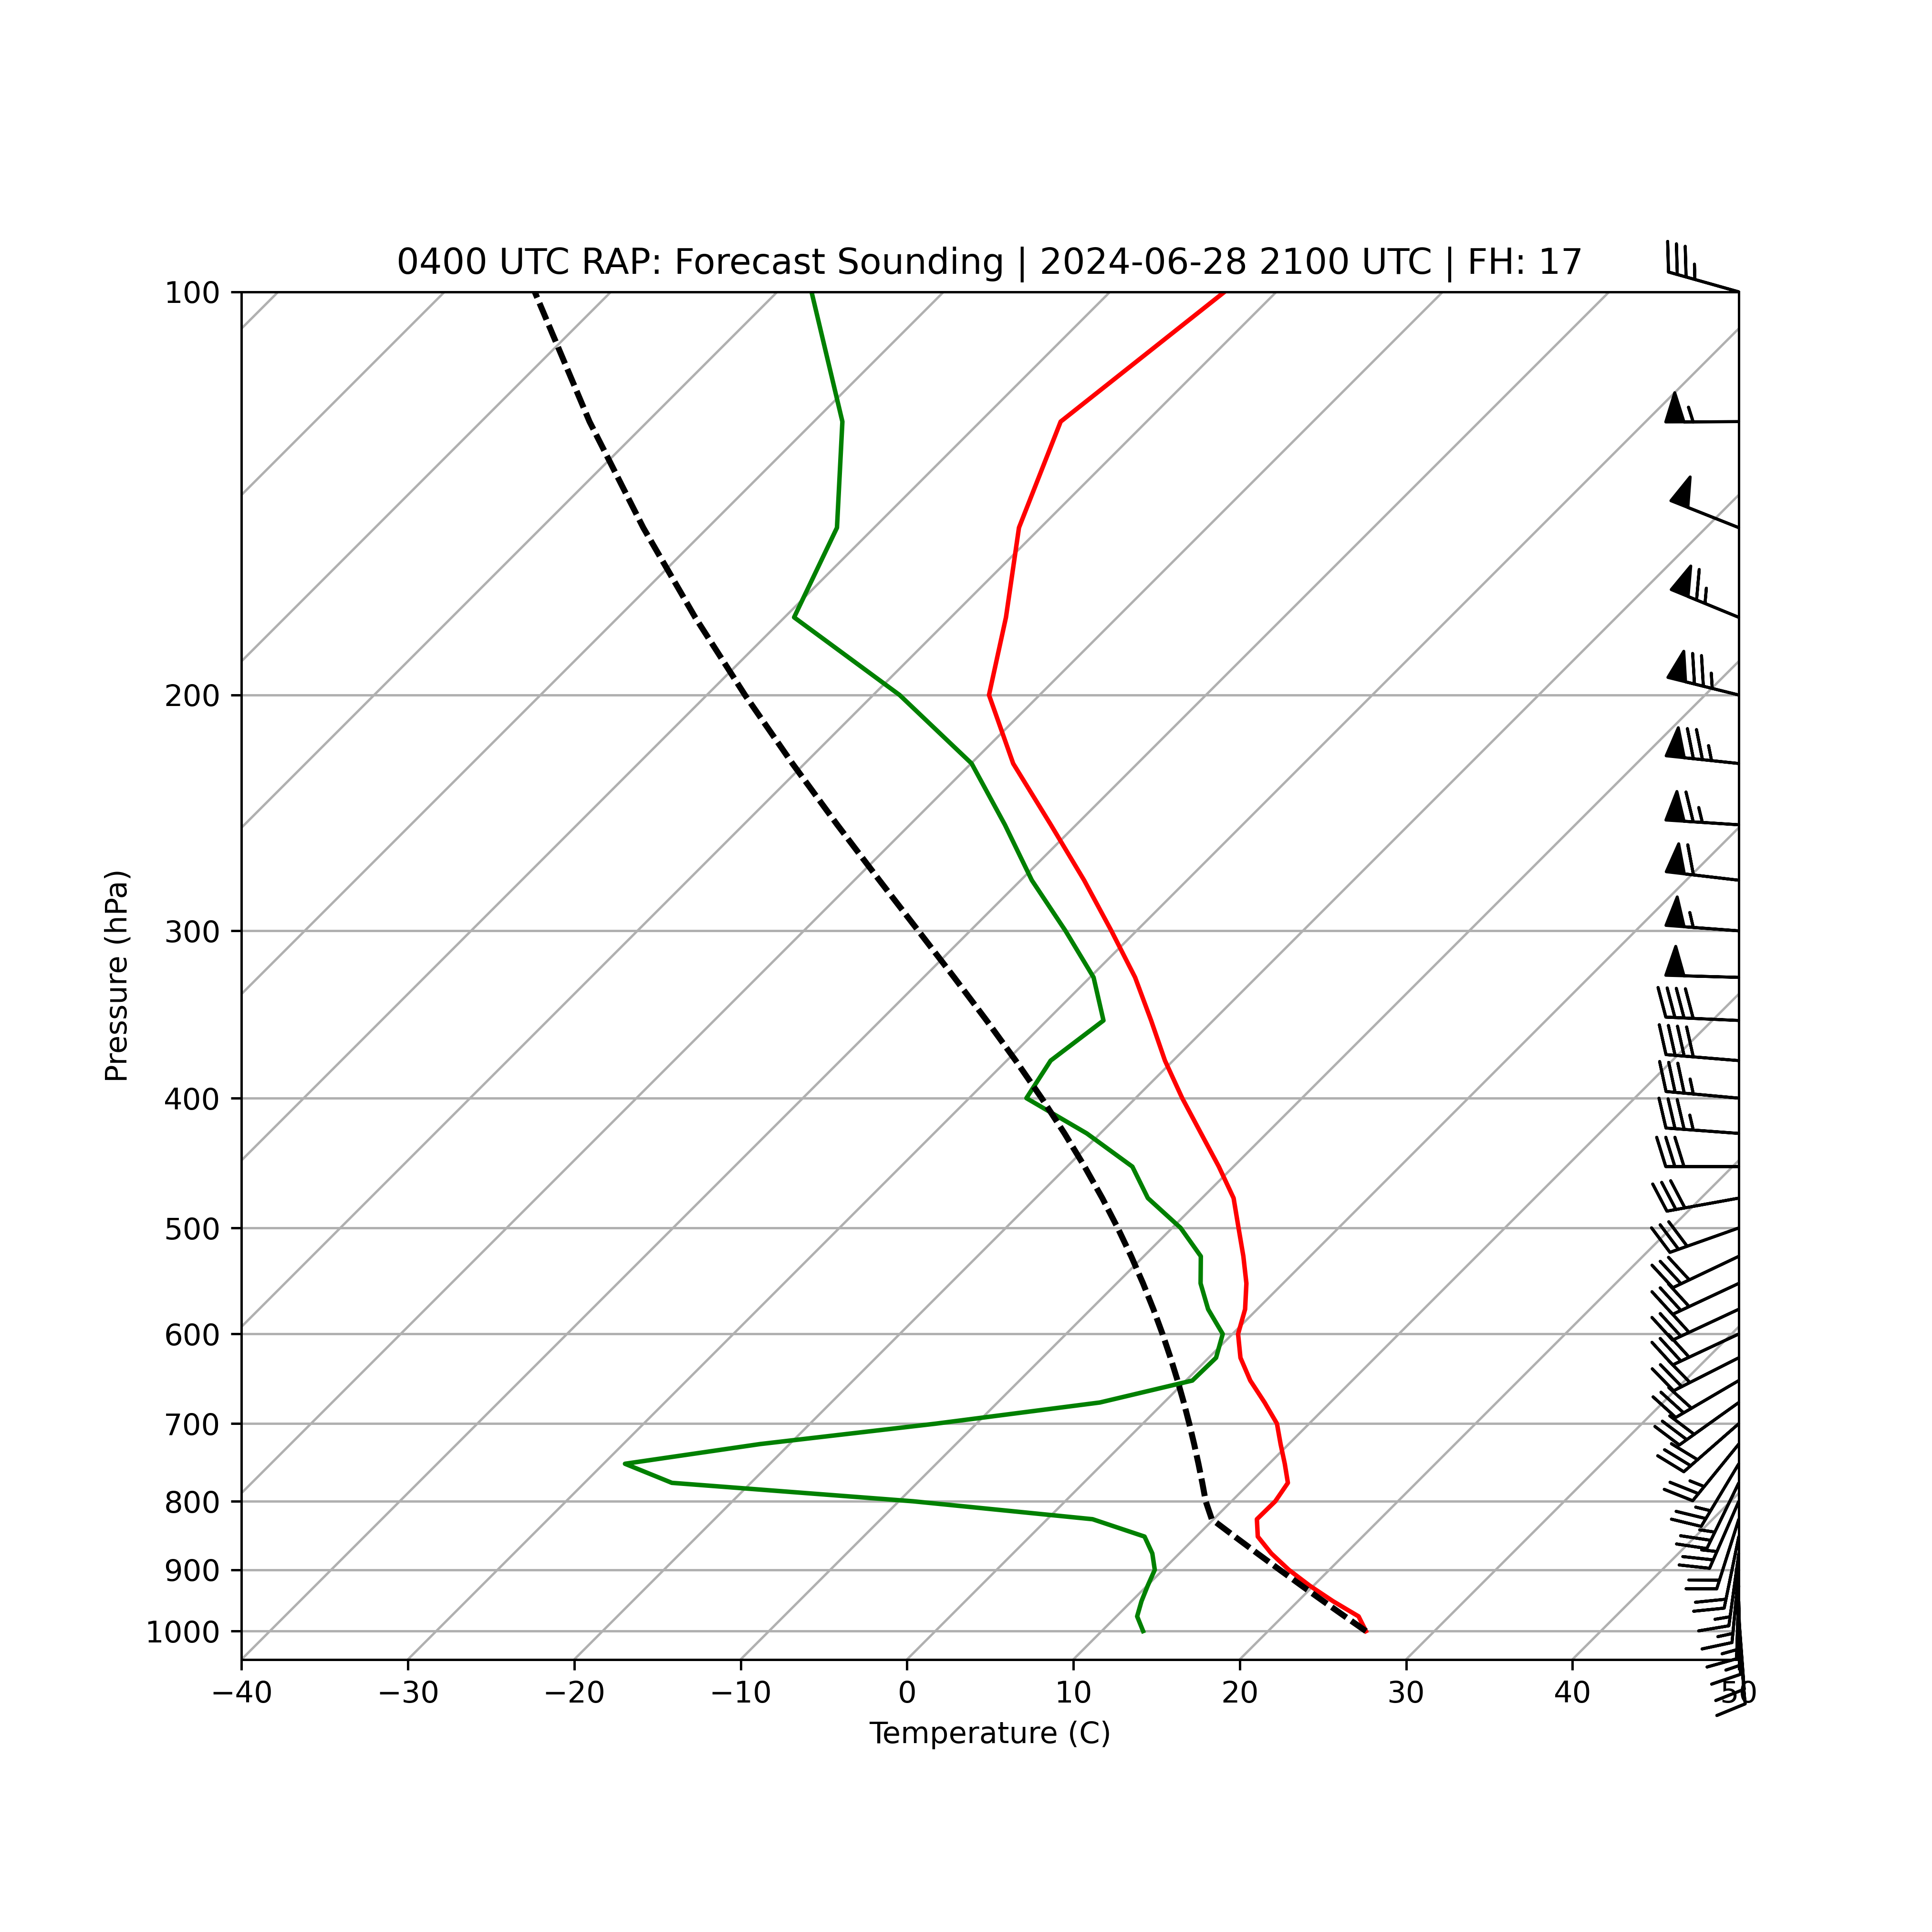 0400 UTC RAP: Forecast Sounding | 2024-06-28 2100 UTC | FH: 17
100
200
300
400
500
600
700
800
900
1000
Pressure (hPa)
−40 −30 −20 −10 0 10 20 30 40 50
Temperature (C)